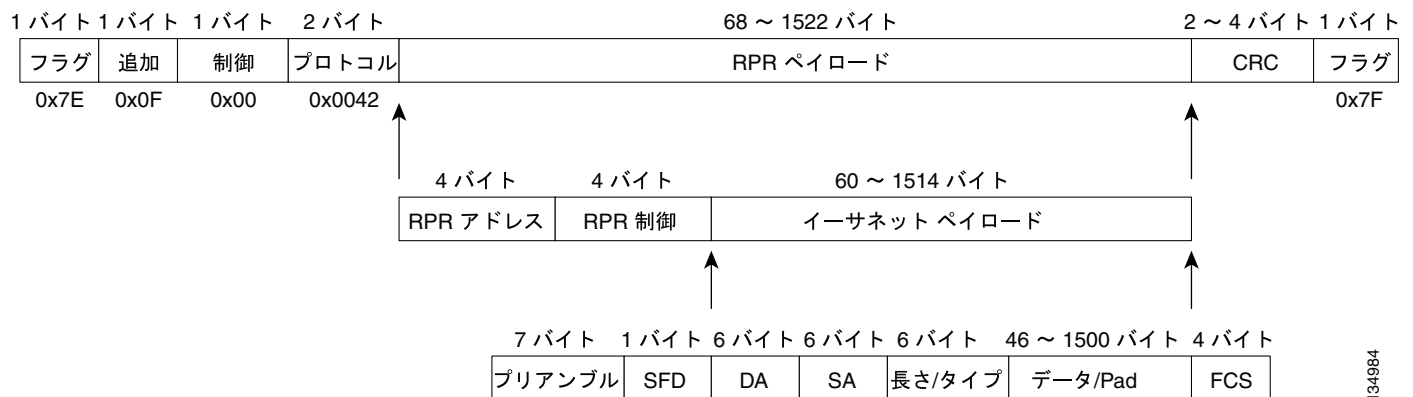 1 バイト 1 バイト 1 バイト 2 バイト 68 ～ 1522 バイト 2 ～ 4 バイト 1 バイト
フラグ 追加 制御 プロトコル RPR ペイロード CRC フラグ
0x7E 0x0F 0x00 0x0042 0x7F
4 バイト 4 バイト 60 ～ 1514 バイト
RPR アドレス RPR 制御 イーサネット ペイロード
7 バイト 1 バイト 6 バイト 6 バイト 6 バイト 46 ～ 1500 バイト 4 バイト
プリアンブル SFD DA SA 長さ/タイプ データ/Pad FCS